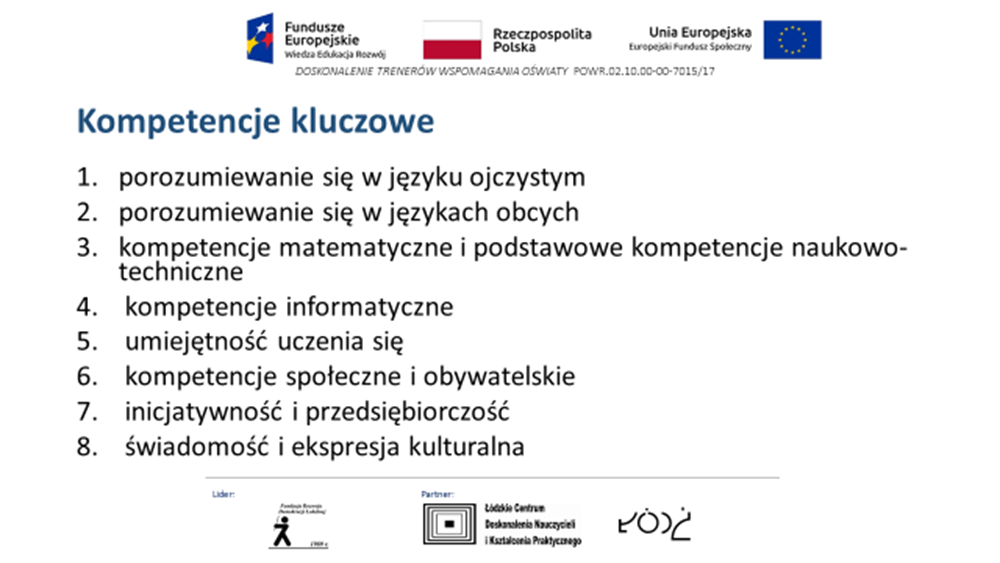 Fundusze
Europejskie
Wiedza Edukacja Rozwój
Rzeczpospolita
Polska
Unia Europejska
Europejski Fundusz Społeczny
DOSKONALENIE TRENERÓW WSPOMAGANIA OŚWIATY POWR.02.10.00-00-7015/17
Kompetencje kluczowe
1. porozumiewanie się w języku ojczystym
2. porozumiewanie się w językach obcych
3. kompetencje matematyczne i podstawowe kompetencje naukowo-
techniczne
4. kompetencje informatyczne
5. umiejętność uczenia się
6. kompetencje społeczne i obywatelskie
7. inicjatywność i przedsiębiorczość
8. świadomość i ekspresja kulturalna
Lider:
Fundacja Rozwoju
Demokracji Lokalnej
1989 r.
Partner:
Łódzkie Centrum
Doskonalenia Nauczycieli
i Kształcenia Praktycznego
ŁÓDŹ